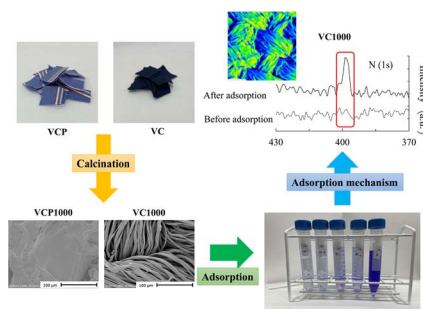 VC1000
N (1s)
After adsorption
Before adsorption
430
400
370
VCP
VC
Calcination
Adsorption mechanism
VCP1000
VC1000
100 μm
100 μm
Adsorption